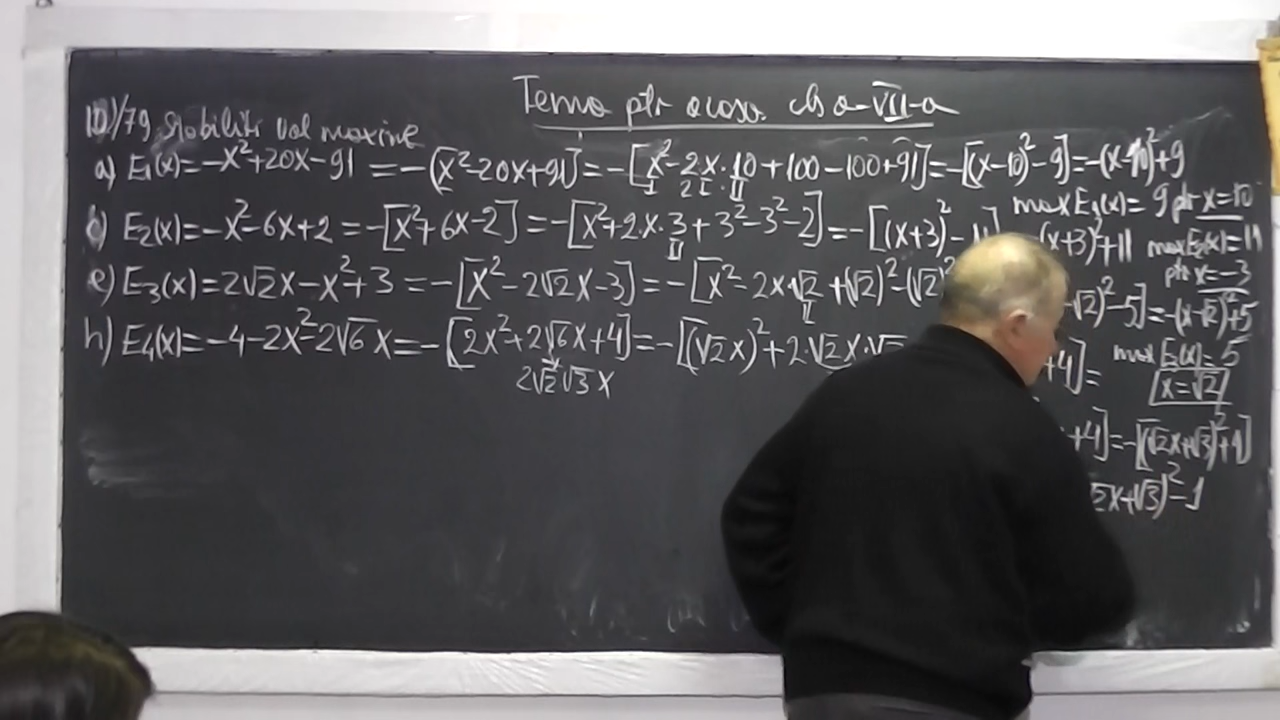 Tema ptr acasa cls a-VII-a
10)/79 Stabiliti val maxime
a) E₁(x)=-x²+20x-91 =-(x²-20x+91]=-[x²-2x·10+100-100+91]=-[(x-10)²-9]=-(x-10)²+9
I 2 I II
max E₁(x)= 9 ptr x=10
b) E₂(x)=-x²-6x+2 =-[x²+6x-2]=-[x²+2·x·3+3²-3²-2]=-[(x+3)²-11] (x+3)²+11 max E₂(x)=11
II
ptr x=-3
e) E₃(x)=2√2x-x²+3 =-[x²-2√2x-3]=-[x²-2x·√2+(√2)²-(√2)² -√2)²-5]=-(x-√2)²+5
II
max E₃(x)=5
x=√2
h) E₄(x)=-4-2x²-2√6x=-[2x²+2√6x+4]=-[(√2x)²+2·√2x·√ +4]=
2√2·√3x
+4]=-[(√2x+√3)²+1]
√2x+√3)²-1